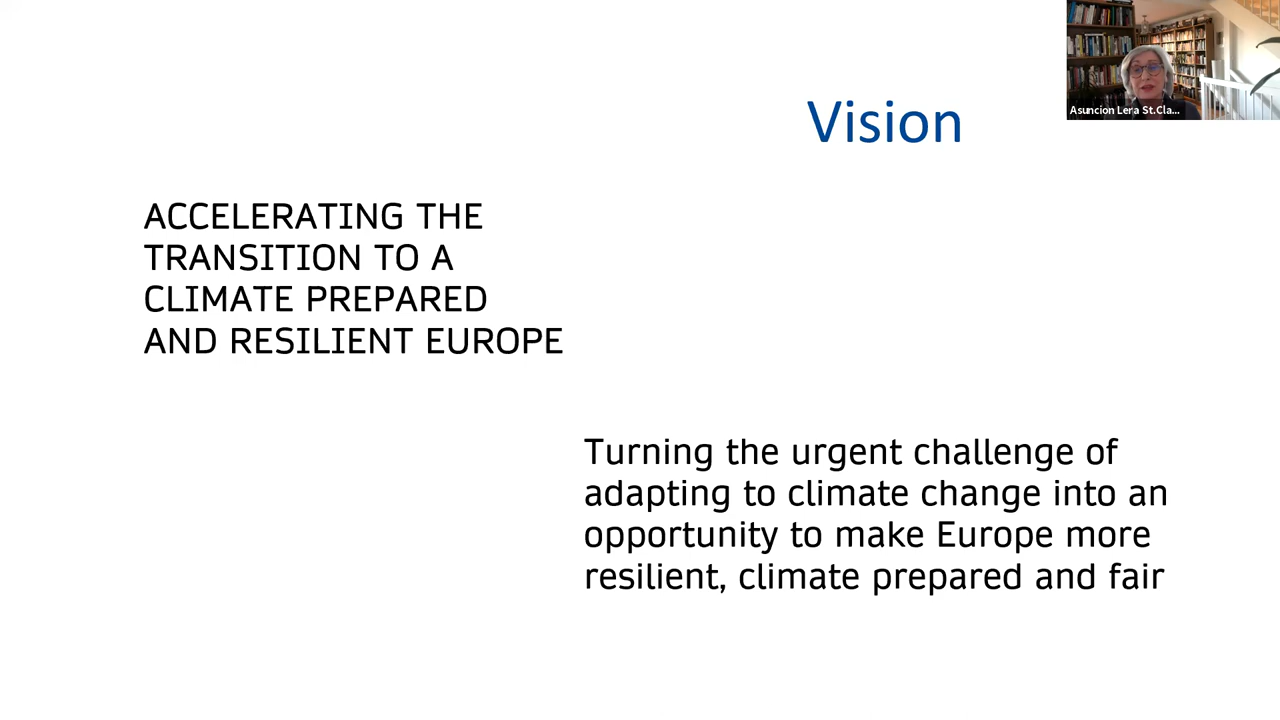 Vision
Asuncion Lera St.Cla...
ACCELERATING THE
TRANSITION TO A
CLIMATE PREPARED
AND RESILIENT EUROPE
Turning the urgent challenge of
adapting to climate change into an
opportunity to make Europe more
resilient, climate prepared and fair